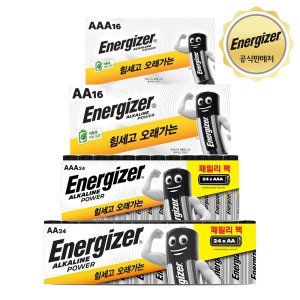 AAA16
Energizer
ALKALINE
POWER
힘세고 오래가는
Energizer
공식판매처
AA16
Energizer
ALKALINE
POWER
힘세고 오래가는
AAA24
Energizer
ALKALINE
POWER
힘세고 오래가는
패밀리 팩
24 x AAA
AA24
Energizer
ALKALINE
POWER
힘세고 오래가는
패밀리 팩
24 x AA